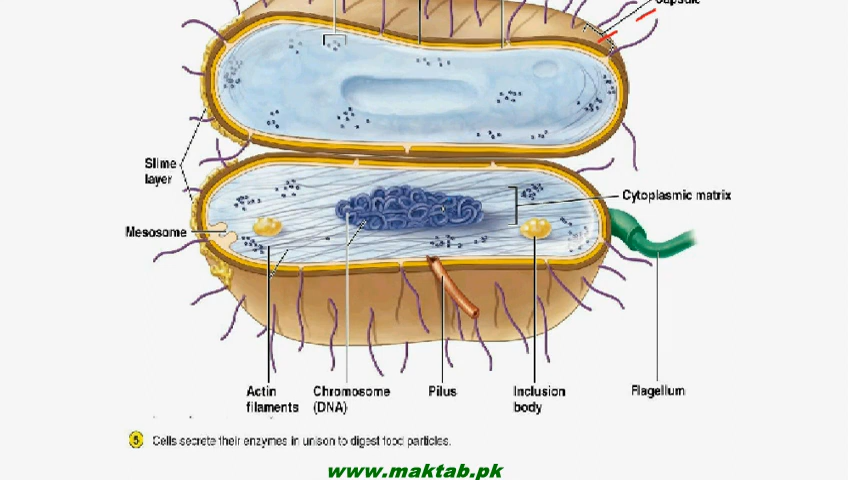 Capsule
Slime
layer
Cytoplasmic matrix
Mesosome
Actin
filaments
Chromosome
(DNA)
Pilus
Inclusion
body
Flagellum
5 Cells secrete their enzymes in unison to digest food particles.
www.maktab.pk